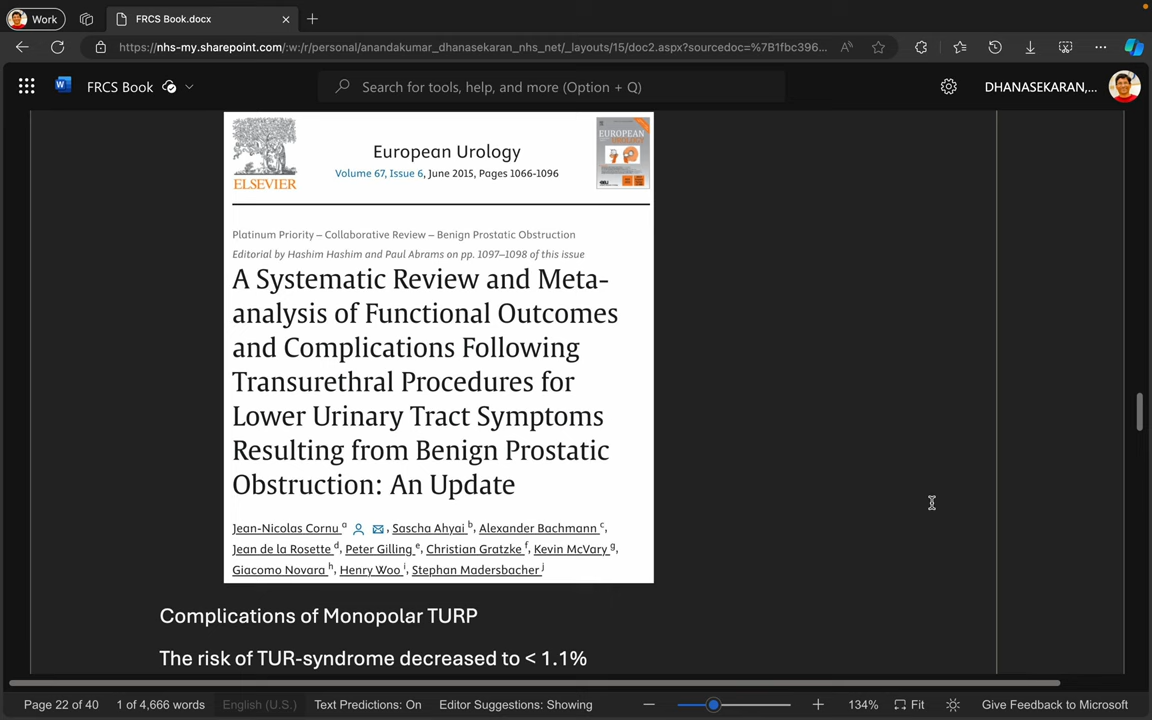 Work
FRCS Book.docx
https://nhs-my.sharepoint.com/:w:/r/personal/anandakumar_dhanasekaran_nhs_net/_layouts/15/doc2.aspx?sourcedoc=%7B1fbc396...
FRCS Book
Search for tools, help, and more (Option + Q)
DHANASEKARAN,...
ELSEVIER
European Urology
Volume 67, Issue 6, June 2015, Pages 1066-1096
EUROPEAN
Platinum Priority – Collaborative Review – Benign Prostatic Obstruction
Editorial by Hashim Hashim and Paul Abrams on pp. 1097–1098 of this issue
A Systematic Review and Meta-
analysis of Functional Outcomes
and Complications Following
Transurethral Procedures for
Lower Urinary Tract Symptoms
Resulting from Benign Prostatic
Obstruction: An Update
Jean-Nicolas Cornu a, Sascha Ahyai b, Alexander Bachmann c,
Jean de la Rosette d, Peter Gilling e, Christian Gratzke f, Kevin McVary g,
Giacomo Novara h, Henry Woo i, Stephan Madersbacher j
Complications of Monopolar TURP
The risk of TUR-syndrome decreased to < 1.1%
Page 22 of 40
1 of 4,666 words
English (U.S.)
Text Predictions: On
Editor Suggestions: Showing
134%
Fit
Give Feedback to Microsoft